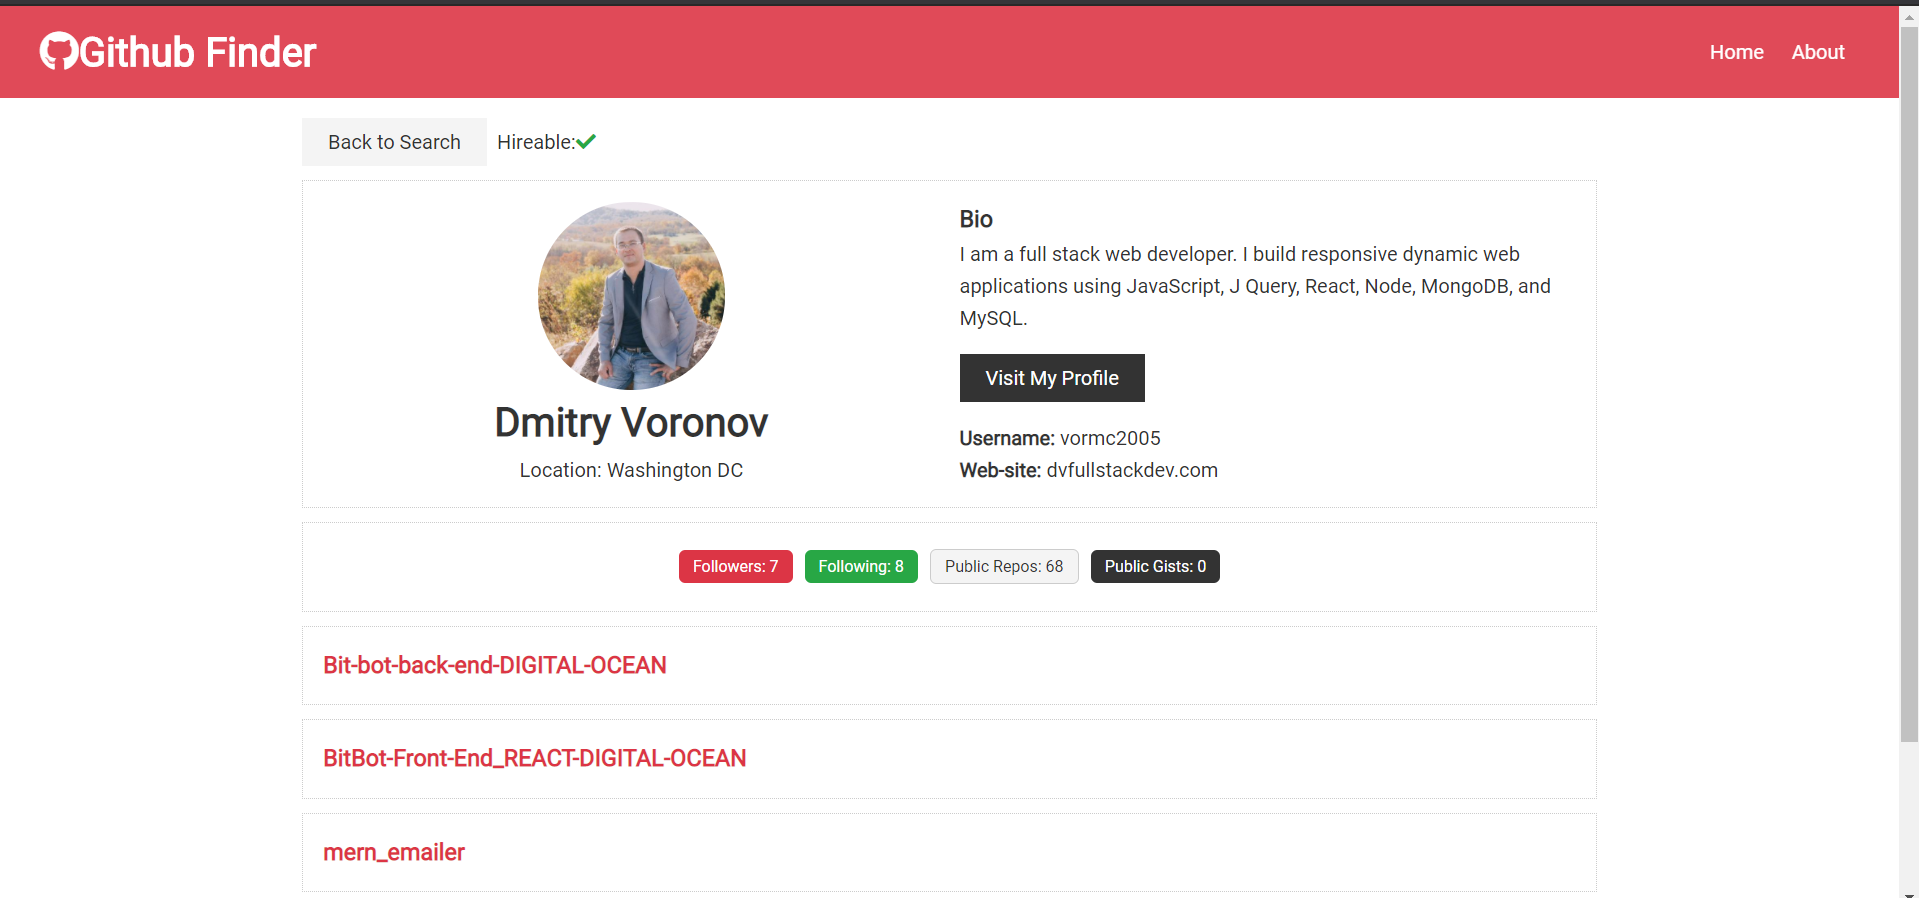 Github Finder
Home
About
Back to Search
Hireable:
Dmitry Voronov
Location: Washington DC
Bio
I am a full stack web developer. I build responsive dynamic web
applications using JavaScript, J Query, React, Node, MongoDB, and
MySQL.
Visit My Profile
Username: vormc2005
Web-site: dvfullstackdev.com
Followers: 7
Following: 8
Public Repos: 68
Public Gists: 0
Bit-bot-back-end-DIGITAL-OCEAN
BitBot-Front-End_REACT-DIGITAL-OCEAN
mern_emailer